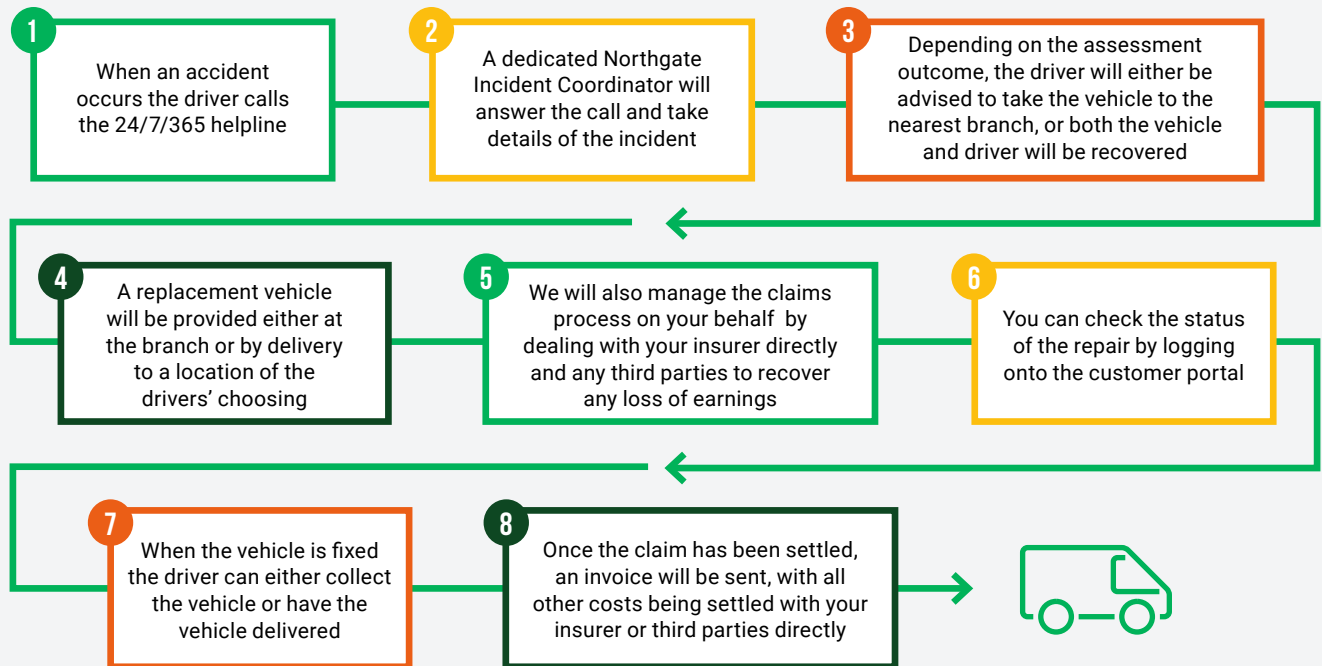 1
When an accident
occurs the driver calls
the 24/7/365 helpline
2
A dedicated Northgate
Incident Coordinator will
answer the call and take
details of the incident
3
Depending on the assessment
outcome, the driver will either be
advised to take the vehicle to the
nearest branch, or both the vehicle
and driver will be recovered
4
A replacement vehicle
will be provided either at
the branch or by delivery
to a location of the
drivers’ choosing
5
We will also manage the claims
process on your behalf by
dealing with your insurer directly
and any third parties to recover
any loss of earnings
6
You can check the status
of the repair by logging
onto the customer portal
7
When the vehicle is fixed
the driver can either collect
the vehicle or have the
vehicle delivered
8
Once the claim has been settled,
an invoice will be sent, with all
other costs being settled with your
insurer or third parties directly